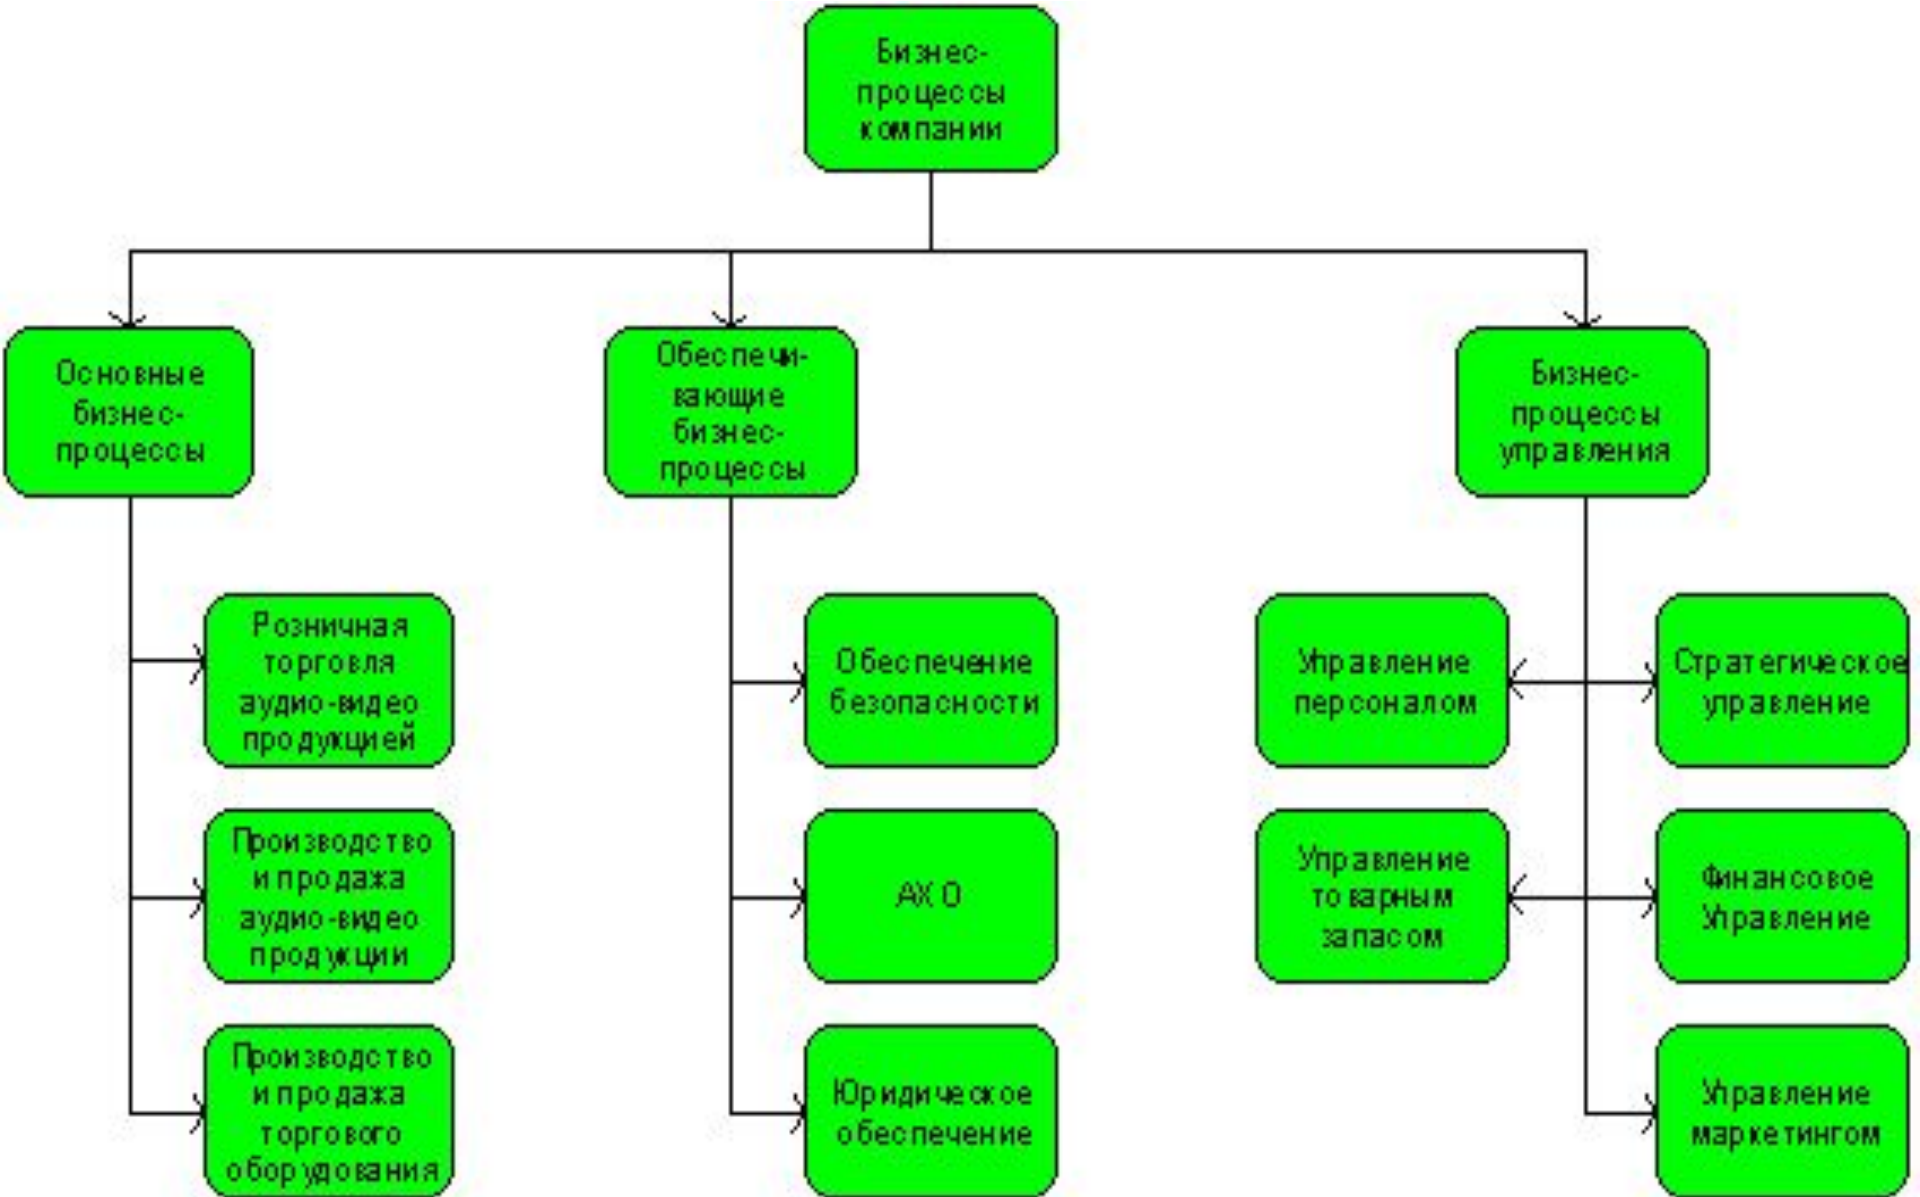 Бизнес-
процессы
компании
Основные
бизнес-
процессы
Обеспечи-
вающие
бизнес-
процессы
Бизнес-
процессы
управления
Розничная
торговля
аудио-видео
продукцией
Производство
и продажа
аудио-видео
продукции
Производство
и продажа
торгового
оборудования
Обеспечение
безопасности
АХО
Юридическое
обеспечение
Управление
персоналом
Управление
товарным
запасом
Стратегическое
управление
Финансовое
Управление
Управление
маркетингом